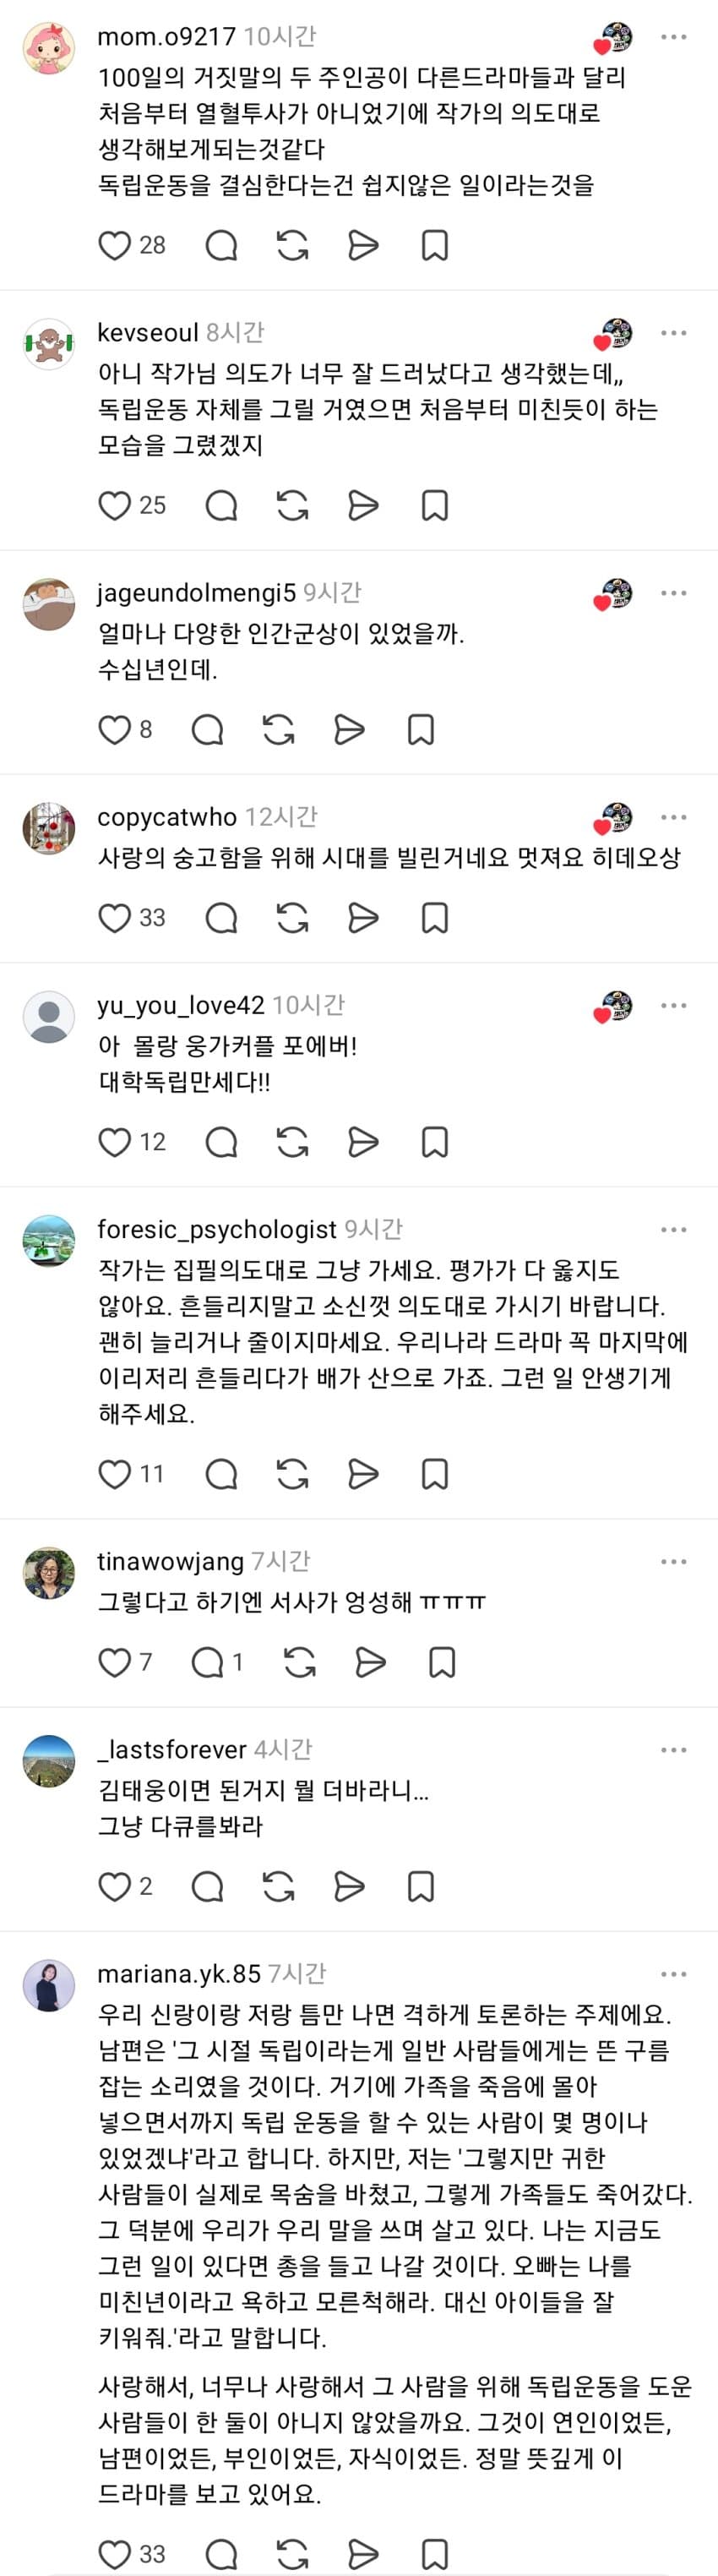 mom.o9217 10시간
100일의 거짓말의 두 주인공이 다른드라마들과 달리
처음부터 열혈투사가 아니었기에 작가의 의도대로
생각해보게되는것같다
독립운동을 결심한다는건 쉽지않은 일이라는것을
28
kevseoul 8시간
아니 작가님 의도가 너무 잘 드러났다고 생각했는데,,
독립운동 자체를 그릴 거였으면 처음부터 미친듯이 하는
모습을 그렸겠지
25
jageundolmengi5 9시간
얼마나 다양한 인간군상이 있었을까.
수십년인데.
8
copycatwho 12시간
사랑의 숭고함을 위해 시대를 빌린거네요 멋져요 히데오상
33
yu_you_love42 10시간
아 몰랑 웅가커플 포에버!
대학독립만세다!!
12
foresic_psychologist 9시간
작가는 집필의도대로 그냥 가세요. 평가가 다 옳지도
않아요. 흔들리지말고 소신껏 의도대로 가시기 바랍니다.
괜히 늘리거나 줄이지마세요. 우리나라 드라마 꼭 마지막에
이리저리 흔들리다가 배가 산으로 가죠. 그런 일 안생기게
해주세요.
11
tinawowjang 7시간
그렇다고 하기엔 서사가 엉성해 ㅠㅠㅠ
7 1
_lastsforever 4시간
김태웅이면 된거지 뭘 더바라니...
그냥 다큐를봐라
2
mariana.yk.85 7시간
우리 신랑이랑 저랑 틈만 나면 격하게 토론하는 주제에요.
남편은 '그 시절 독립이라는게 일반 사람들에게는 뜬 구름
잡는 소리였을 것이다. 거기에 가족을 죽음에 몰아
넣으면서까지 독립 운동을 할 수 있는 사람이 몇 명이나
있었겠냐'라고 합니다. 하지만, 저는 '그렇지만 귀한
사람들이 실제로 목숨을 바쳤고, 그렇게 가족들도 죽어갔다.
그 덕분에 우리가 우리 말을 쓰며 살고 있다. 나는 지금도
그런 일이 있다면 총을 들고 나갈 것이다. 오빠는 나를
미친년이라고 욕하고 모른척해라. 대신 아이들을 잘
키워줘.'라고 말합니다.
사랑해서, 너무나 사랑해서 그 사람을 위해 독립운동을 도운
사람들이 한 둘이 아니지 않았을까요. 그것이 연인이었든,
남편이었든, 부인이었든, 자식이었든. 정말 뜻깊게 이
드라마를 보고 있어요.
33